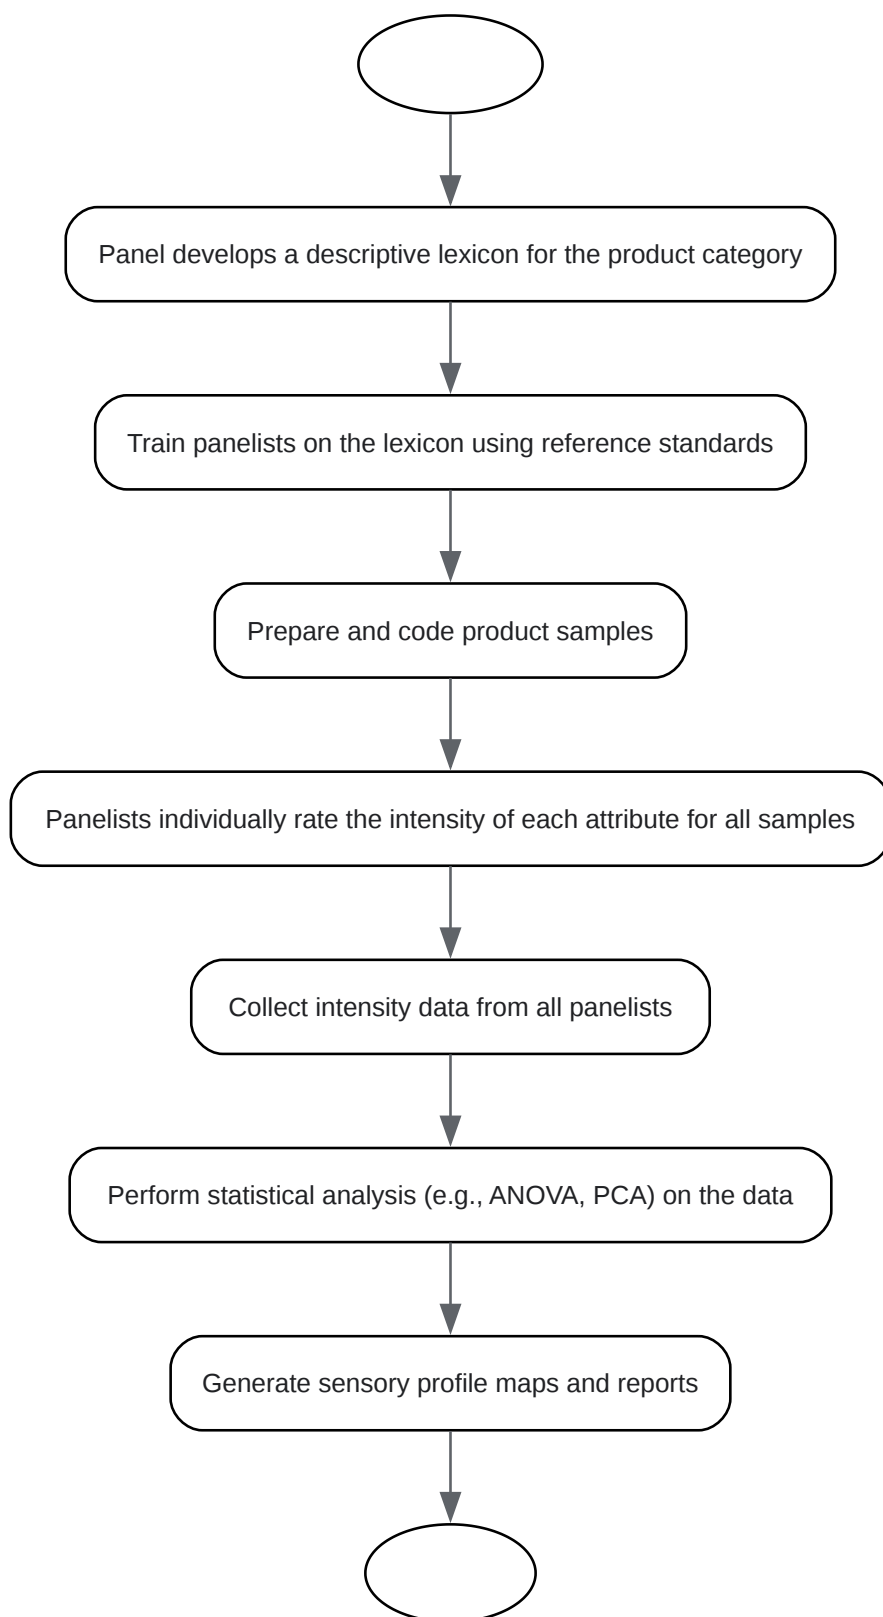 Panel develops a descriptive lexicon for the product category
Train panelists on the lexicon using reference standards
Prepare and code product samples
Panelists individually rate the intensity of each attribute for all samples
Collect intensity data from all panelists
Perform statistical analysis (e.g., ANOVA, PCA) on the data
Generate sensory profile maps and reports